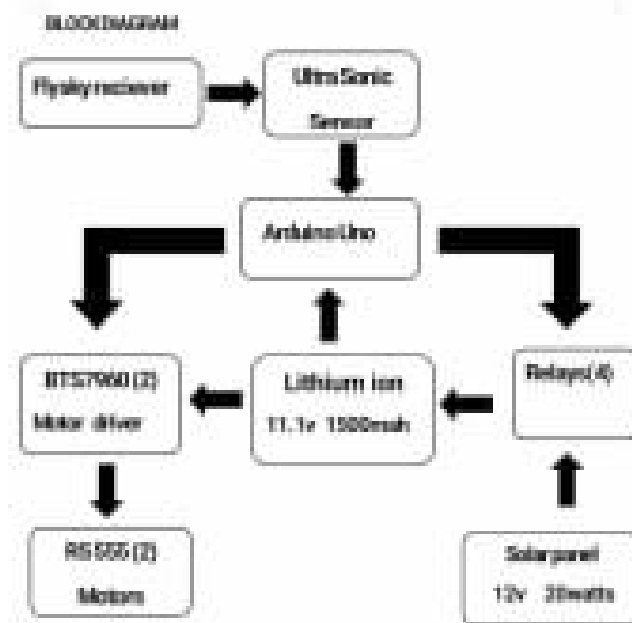 BLOCK DIAGRAM
Flysky reciever
Ultra Sonic
Sensor
Arduino Uno
BTS7960 (2)
Motor driver
Lithium ion
11.1v 1500mah
Relays(4)
RS 555 (2)
Motors
Solar panel
12v 20watts